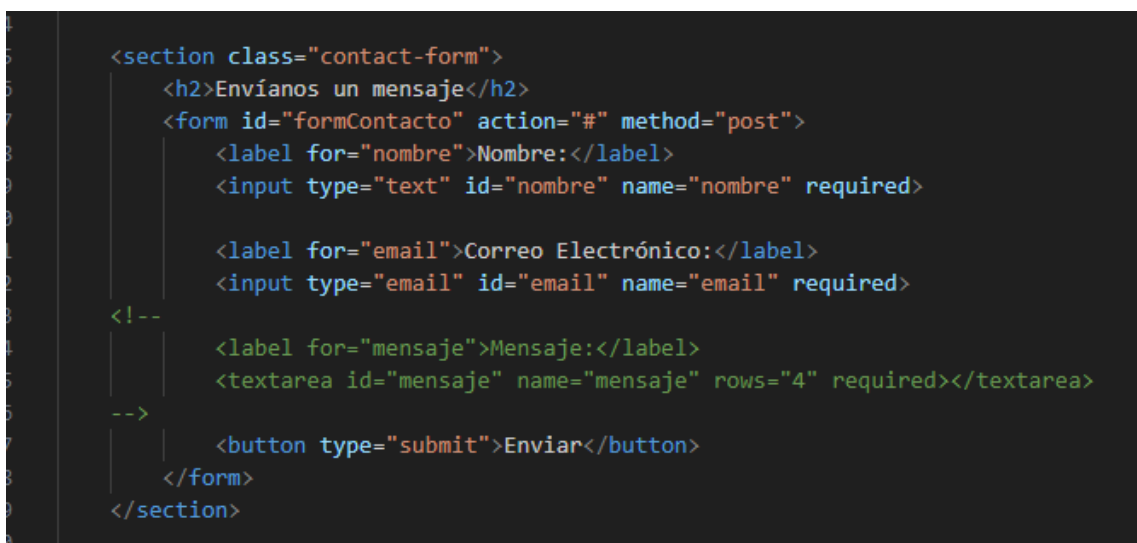 <section class="contact-form">
<h2>Envíanos un mensaje</h2>
<form id="formContacto" action="#" method="post">
<label for="nombre">Nombre:</label>
<input type="text" id="nombre" name="nombre" required>
<label for="email">Correo Electrónico:</label>
<input type="email" id="email" name="email" required>
<!--
<label for="mensaje">Mensaje:</label>
<textarea id="mensaje" name="mensaje" rows="4" required></textarea>
-->
<button type="submit">Enviar</button>
</form>
</section>